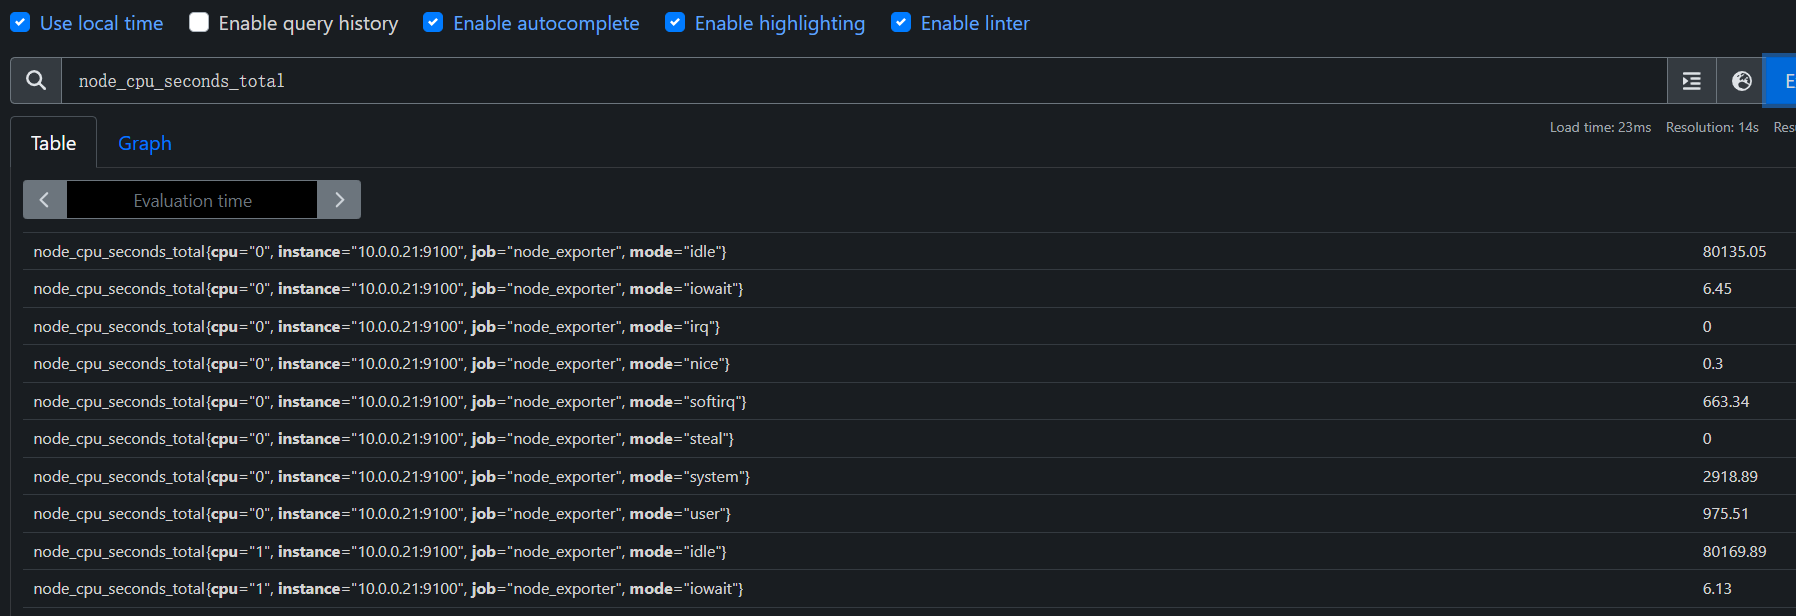 Use local time Enable query history Enable autocomplete Enable highlighting Enable linter
node_cpu_seconds_total E
Load time: 23ms Resolution: 14s
Table Graph
Evaluation time
node_cpu_seconds_total{cpu="0", instance="10.0.0.21:9100", job="node_exporter", mode="idle"} 80135.05
node_cpu_seconds_total{cpu="0", instance="10.0.0.21:9100", job="node_exporter", mode="iowait"} 6.45
node_cpu_seconds_total{cpu="0", instance="10.0.0.21:9100", job="node_exporter", mode="irq"} 0
node_cpu_seconds_total{cpu="0", instance="10.0.0.21:9100", job="node_exporter", mode="nice"} 0.3
node_cpu_seconds_total{cpu="0", instance="10.0.0.21:9100", job="node_exporter", mode="softirq"} 663.34
node_cpu_seconds_total{cpu="0", instance="10.0.0.21:9100", job="node_exporter", mode="steal"} 0
node_cpu_seconds_total{cpu="0", instance="10.0.0.21:9100", job="node_exporter", mode="system"} 2918.89
node_cpu_seconds_total{cpu="0", instance="10.0.0.21:9100", job="node_exporter", mode="user"} 975.51
node_cpu_seconds_total{cpu="1", instance="10.0.0.21:9100", job="node_exporter", mode="idle"} 80169.89
node_cpu_seconds_total{cpu="1", instance="10.0.0.21:9100", job="node_exporter", mode="iowait"} 6.13